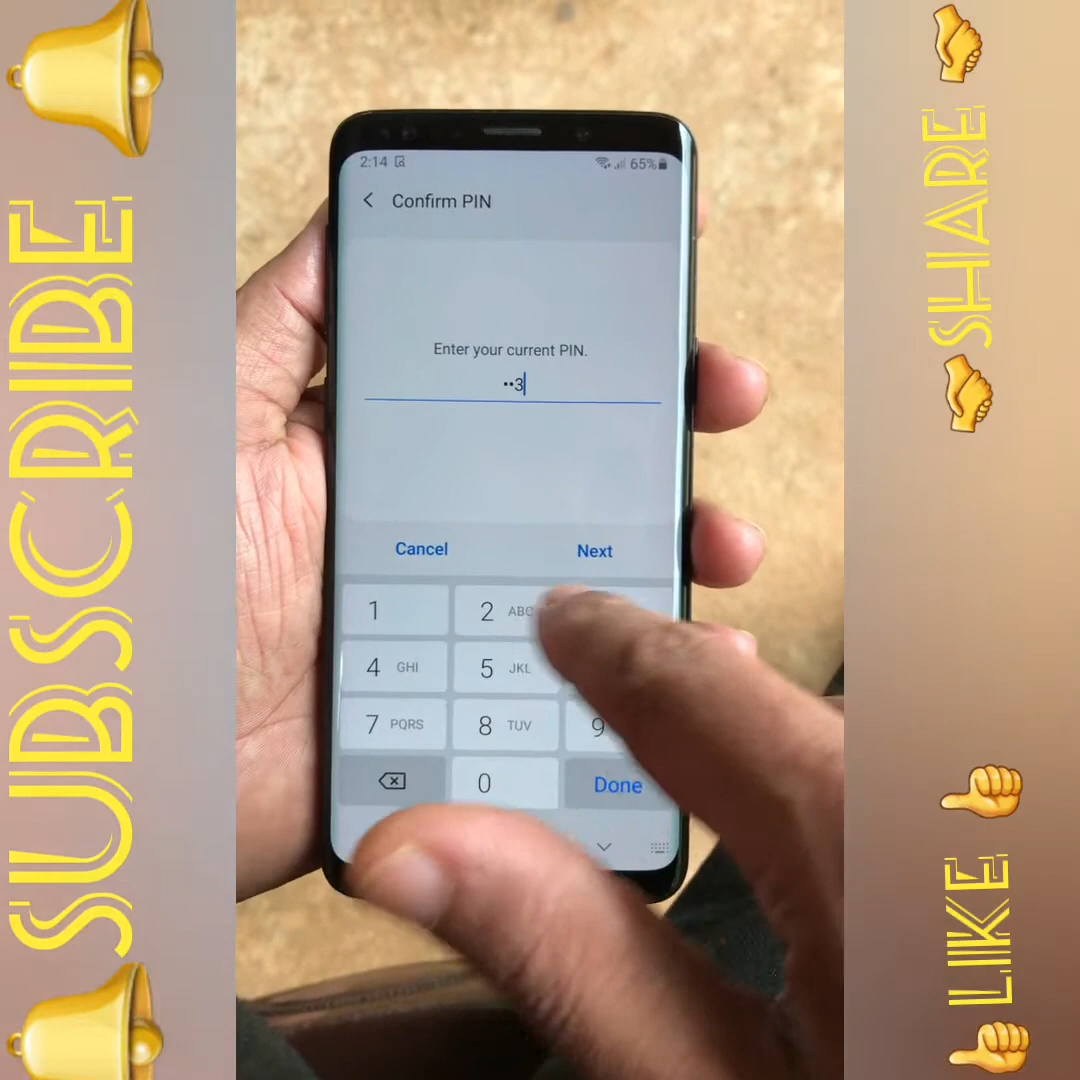 SUBSCRIBE
2:14
65%
Confirm PIN
Enter your current PIN.
••3
Cancel
Next
1
2 ABC
4 GHI
5 JKL
7 PQRS
8 TUV
9
0
Done
SHARE
LIKE